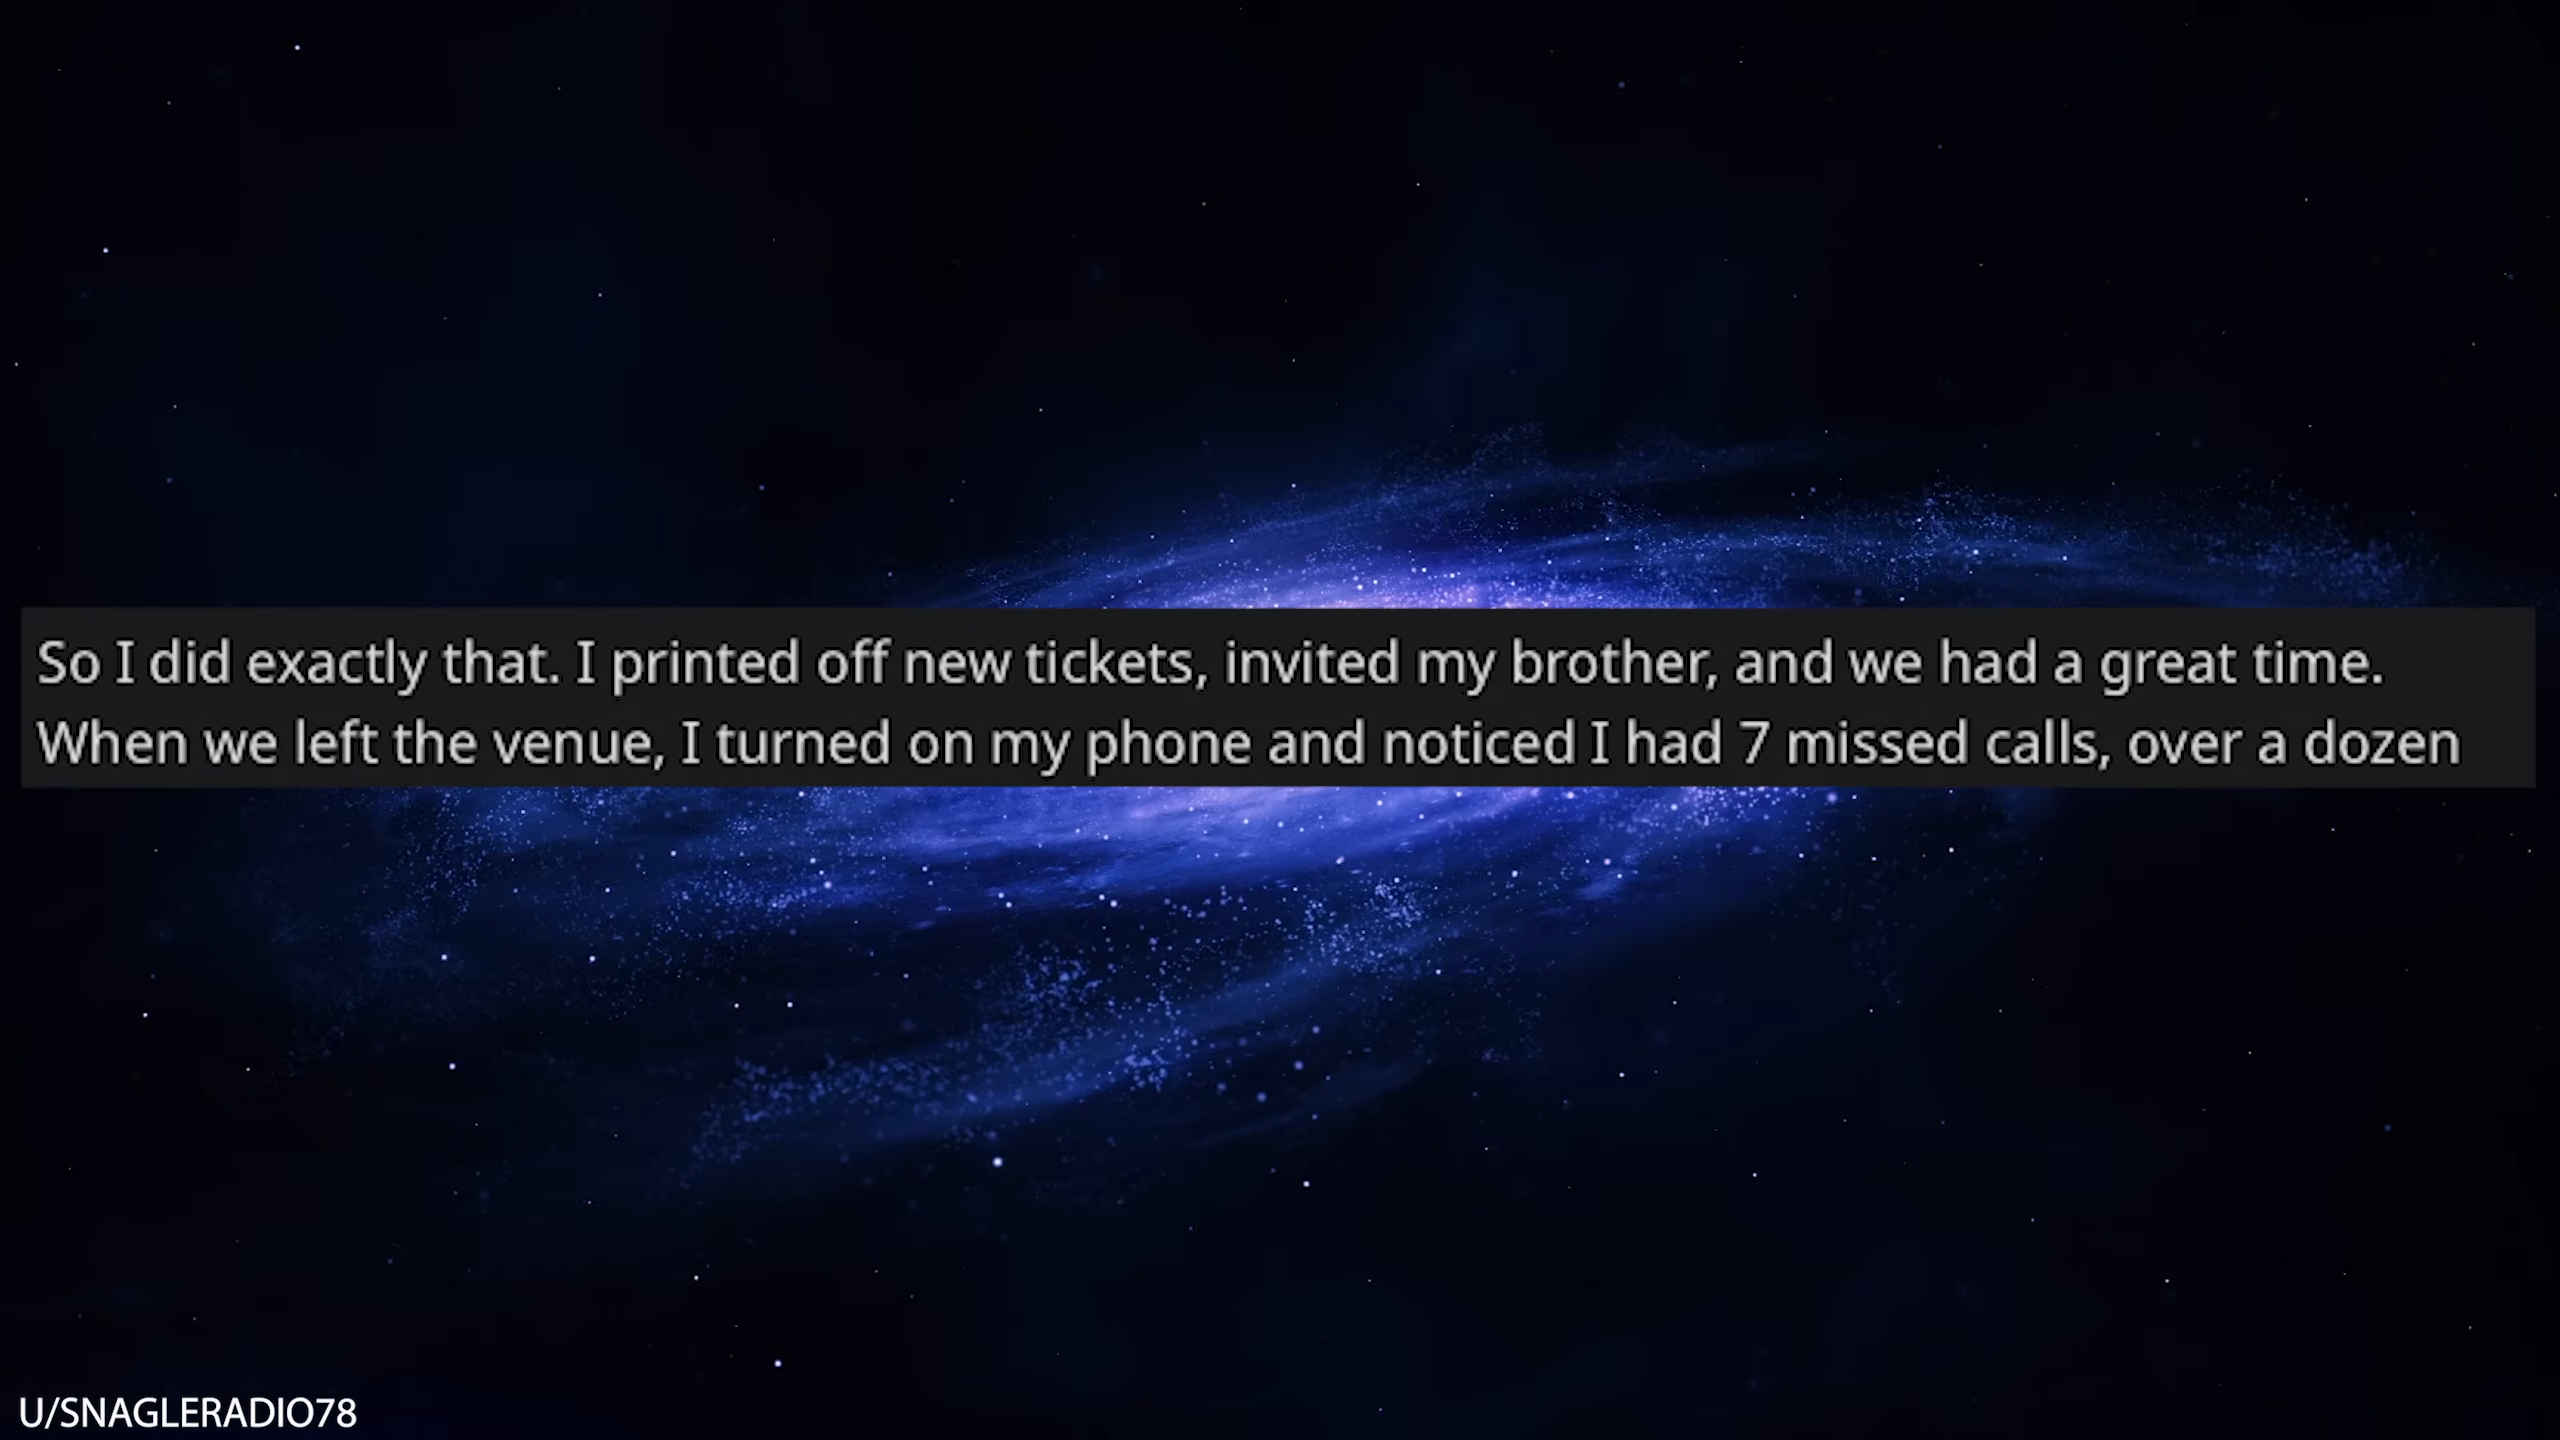 So I did exactly that. I printed off new tickets, invited my brother, and we had a great time.
When we left the venue, I turned on my phone and noticed I had 7 missed calls, over a dozen
U/SNAGLERADIO78